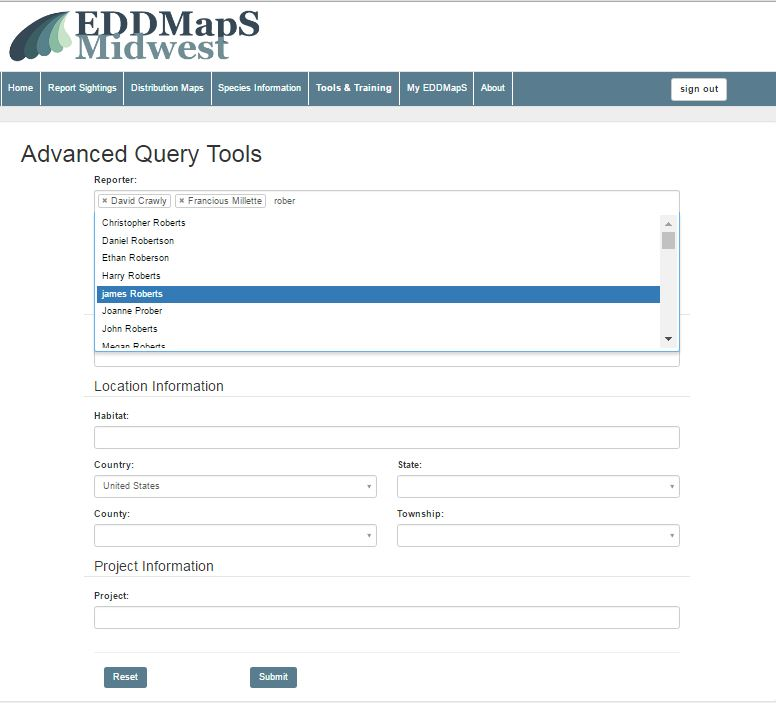 EDDMapS
Midwest
Home Report Sightings Distribution Maps Species Information Tools & Training My EDDMapS About sign out
Advanced Query Tools
Reporter:
× David Crawly × Francious Millette rober
Christopher Roberts
Daniel Robertson
Ethan Roberson
Harry Roberts
james Roberts
Joanne Prober
John Roberts
Megan Roberts
Location Information
Habitat:
Country: State:
United States
County: Township:
Project Information
Project:
Reset Submit